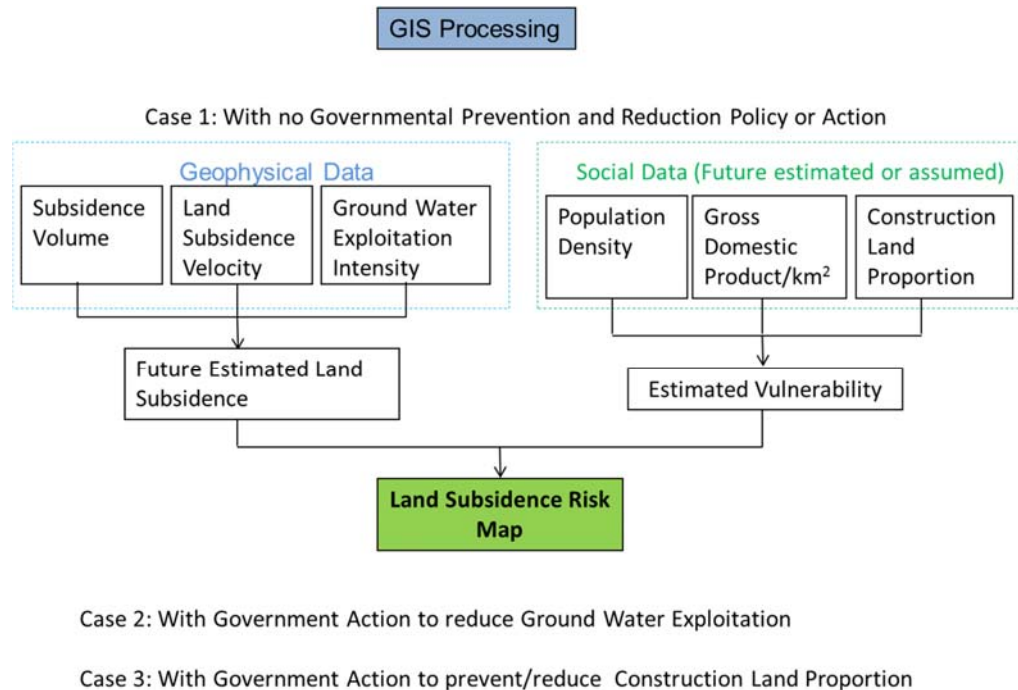 GIS Processing
Case 1: With no Governmental Prevention and Reduction Policy or Action
Geophysical Data
Subsidence
Volume
Land
Subsidence
Velocity
Ground Water
Exploitation
Intensity
Social Data (Future estimated or assumed)
Population
Density
Gross
Domestic
Product/km²
Construction
Land
Proportion
Future Estimated Land
Subsidence
Estimated Vulnerability
Land Subsidence Risk
Map
Case 2: With Government Action to reduce Ground Water Exploitation
Case 3: With Government Action to prevent/reduce Construction Land Proportion